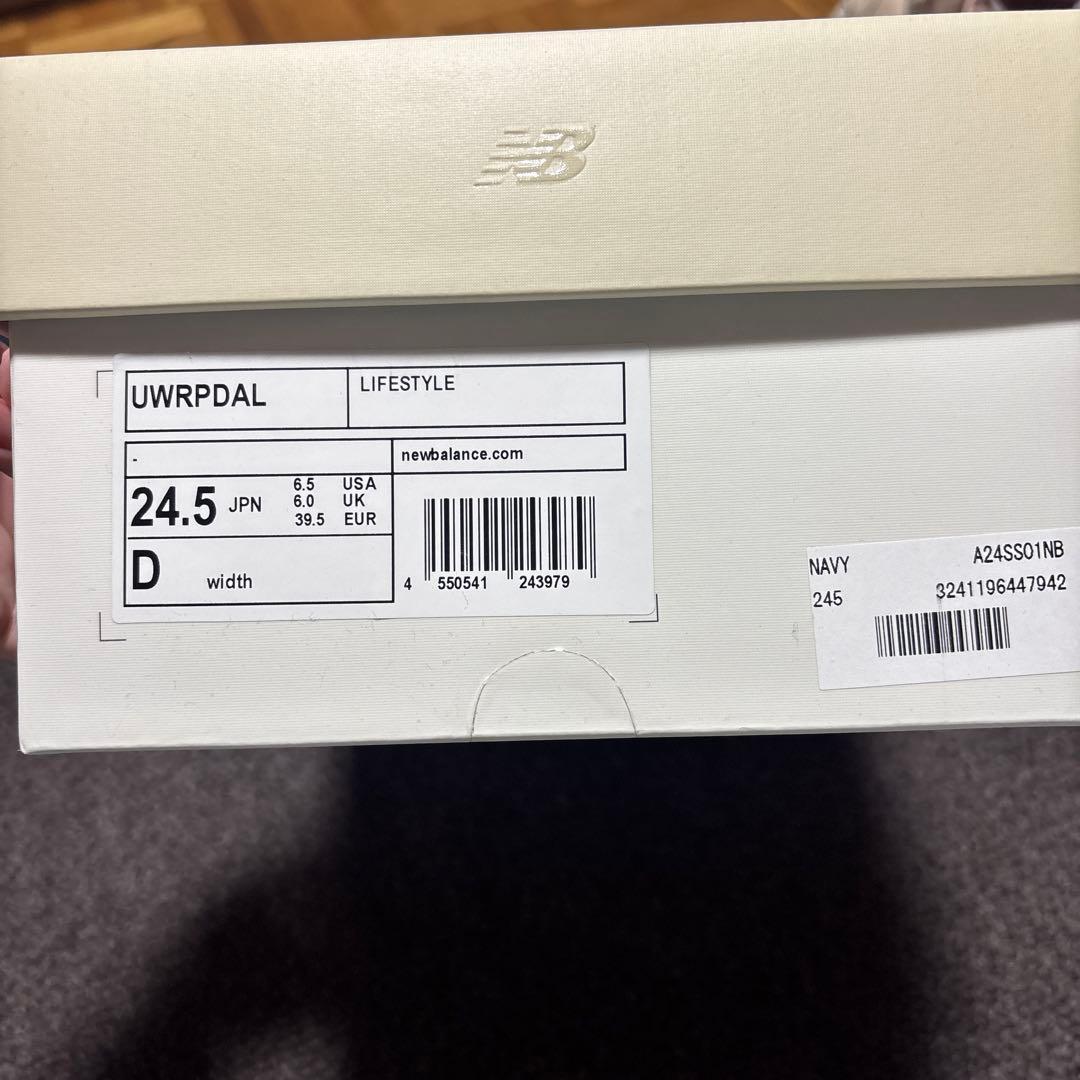 NB
UWRPDAL
LIFESTYLE
-
newbalance.com
24.5 JPN
6.5 USA
6.0 UK
39.5 EUR
D width
4 550541 243979
NAVY A24SS01NB
245 3241196447942